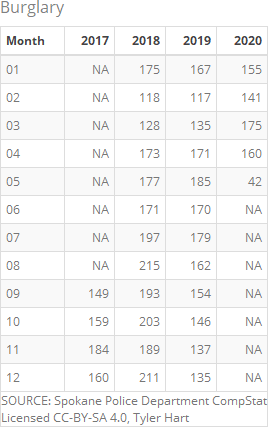 Burglary
Month 2017 2018 2019 2020
01 NA 175 167 155
02 NA 118 117 141
03 NA 128 135 175
04 NA 173 171 160
05 NA 177 185 42
06 NA 171 170 NA
07 NA 197 179 NA
08 NA 215 162 NA
09 149 193 154 NA
10 159 203 146 NA
11 184 189 137 NA
12 160 211 135 NA
SOURCE: Spokane Police Department CompStat
Licensed CC-BY-SA 4.0, Tyler Hart